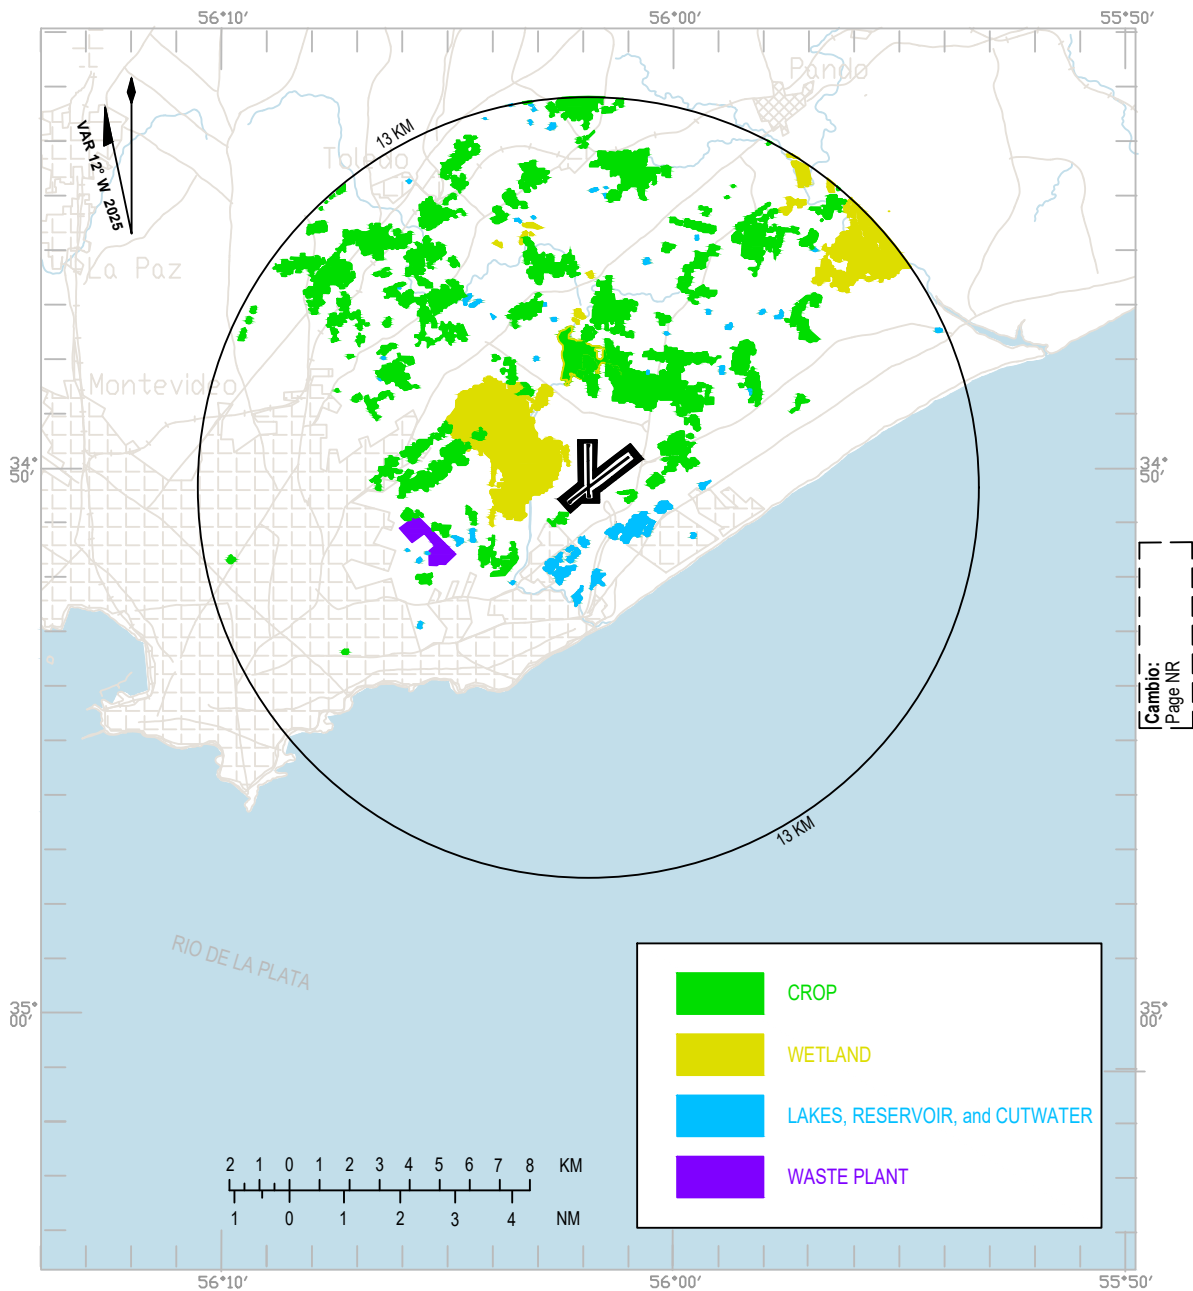 56°10′
56°00′
55°50′
Pando
13 KM
VAR 12° W 2025
Toledo
La Paz
Montevideo
34°
50′
34°
50′
Cambio:
Page NR
13 KM
RIO DE LA PLATA
CROP
35°
00′
35°
00′
WETLAND
LAKES, RESERVOIR, and CUTWATER
2 1 0 1 2 3 4 5 6 7 8 KM
WASTE PLANT
1 0 1 2 3 4 NM
56°10′
56°00′
55°50′